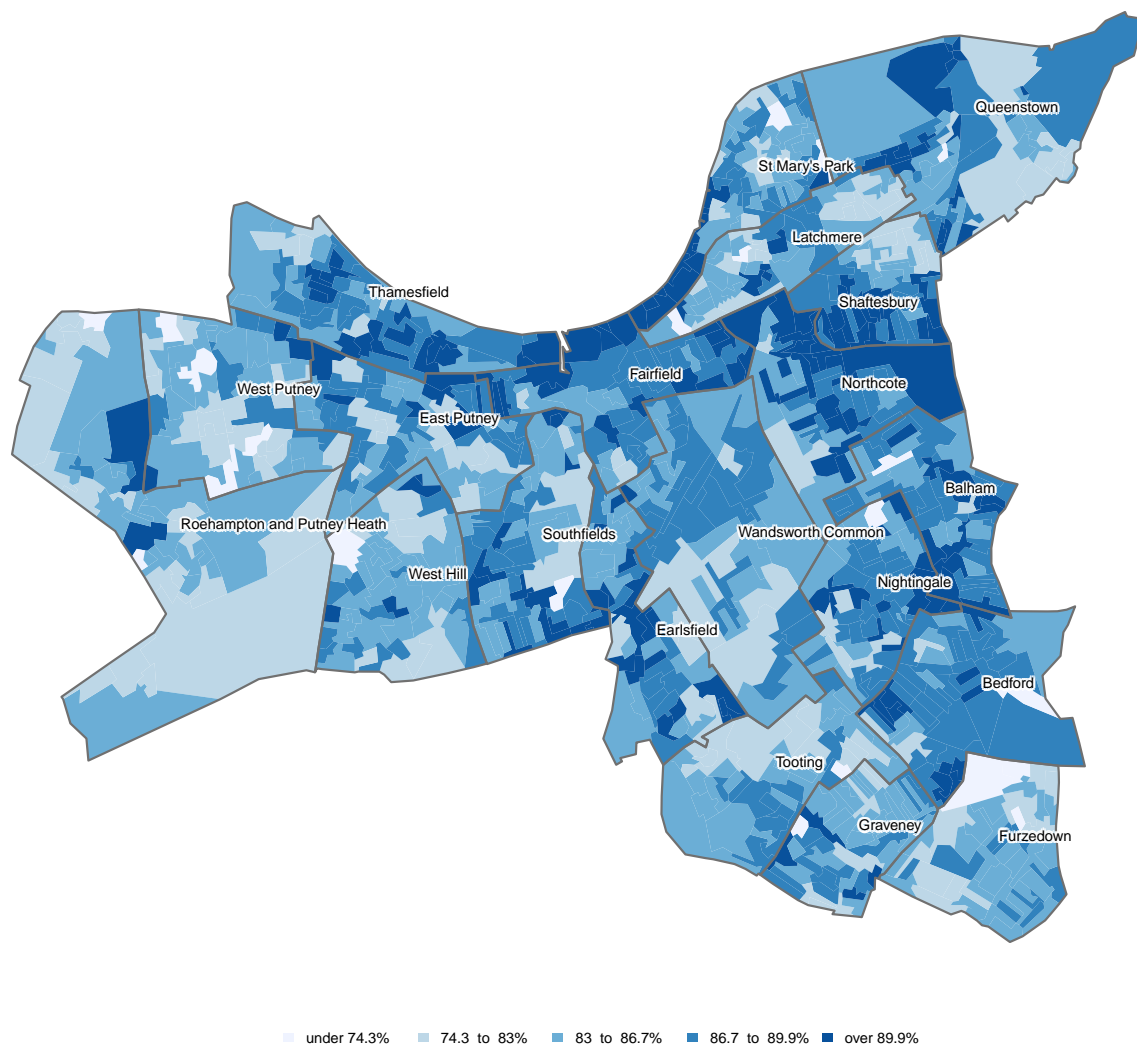 Queenstown
St Mary's Park
Latchmere
Thamesfield
Shaftesbury
Fairfield
Northcote
West Putney
East Putney
Balham
Roehampton and Putney Heath
Southfields
Wandsworth Common
West Hill
Nightingale
Earlsfield
Bedford
Tooting
Graveney
Furzedown
under 74.3% 74.3 to 83% 83 to 86.7% 86.7 to 89.9% over 89.9%